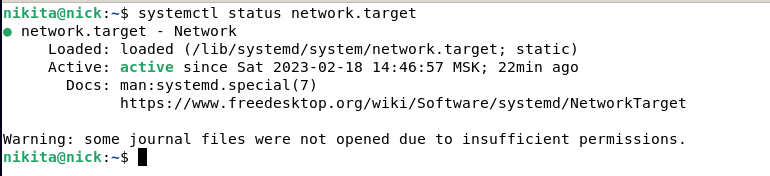 nikita@nick:~$ systemctl status network.target
● network.target - Network
     Loaded: loaded (/lib/systemd/system/network.target; static)
     Active: active since Sat 2023-02-18 14:46:57 MSK; 22min ago
       Docs: man:systemd.special(7)
             https://www.freedesktop.org/wiki/Software/systemd/NetworkTarget

Warning: some journal files were not opened due to insufficient permissions.
nikita@nick:~$